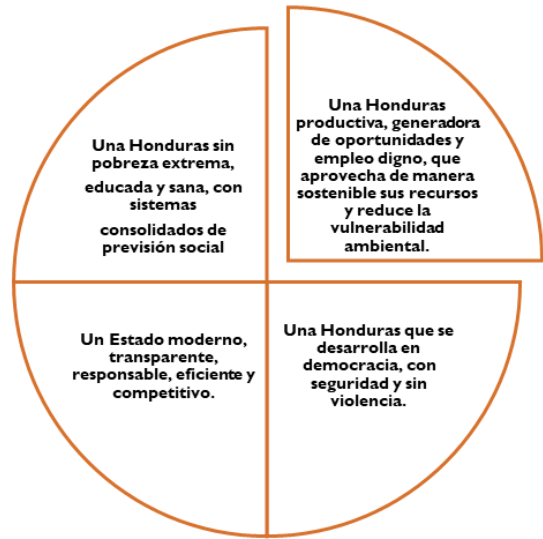 Una Honduras sin
pobreza extrema,
educada y sana, con
sistemas
consolidados de
previsión social
Una Honduras
productiva, generadora
de oportunidades y
empleo digno, que
aprovecha de manera
sostenible sus recursos
y reduce la
vulnerabilidad
ambiental.
Un Estado moderno,
transparente,
responsable, eficiente y
competitivo.
Una Honduras que se
desarrolla en
democracia, con
seguridad y sin
violencia.